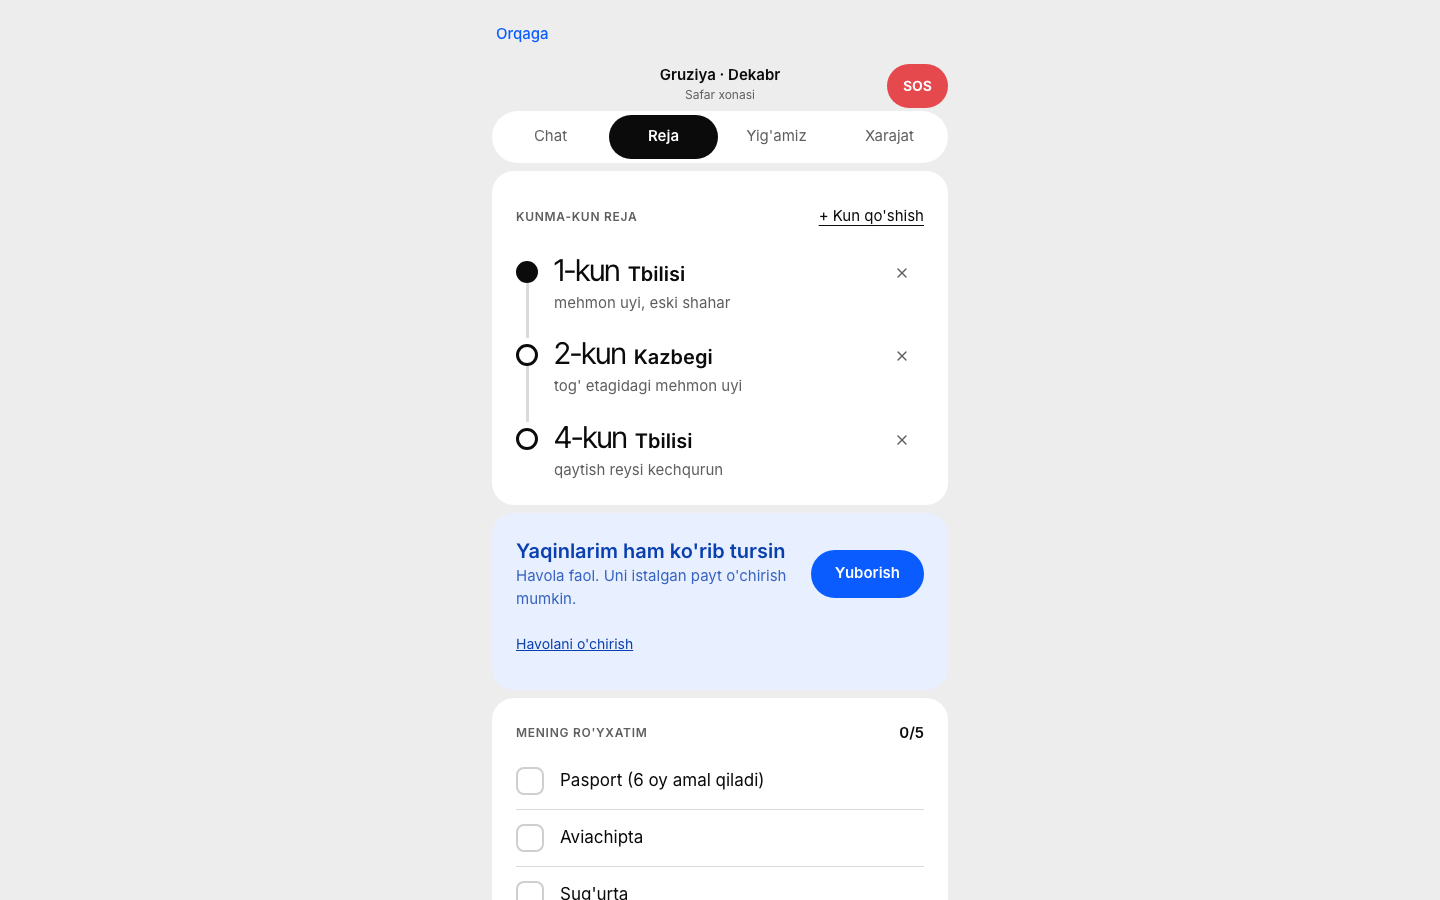 Orqaga
Gruziya · Dekabr
Safar xonasi
SOS
Chat
Reja
Yig'amiz
Xarajat
KUNMA-KUN REJA
+ Kun qo'shish
1-kun Tbilisi
×
mehmon uyi, eski shahar
2-kun Kazbegi
×
tog' etagidagi mehmon uyi
4-kun Tbilisi
×
qaytish reysi kechqurun
Yaqinlarim ham ko'rib tursin
Havola faol. Uni istalgan payt o'chirish
mumkin.
Yuborish
Havolani o'chirish
MENING RO'YXATIM
0/5
Pasport (6 oy amal qiladi)
Aviachipta
Sug'urta